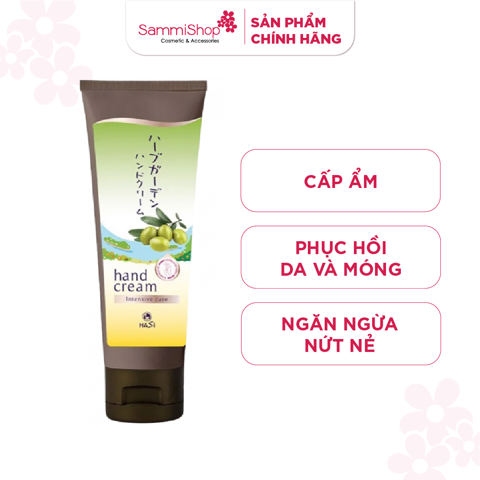 SammiShop
Cosmetic & Accessories
SẢN PHẨM
CHÍNH HÃNG
ハーブガーデン
ハンドクリーム
hand
cream
Intensive Care
HASI
CẤP ẨM
PHỤC HỒI
DA VÀ MÓNG
NGĂN NGỪA
NỨT NẺ